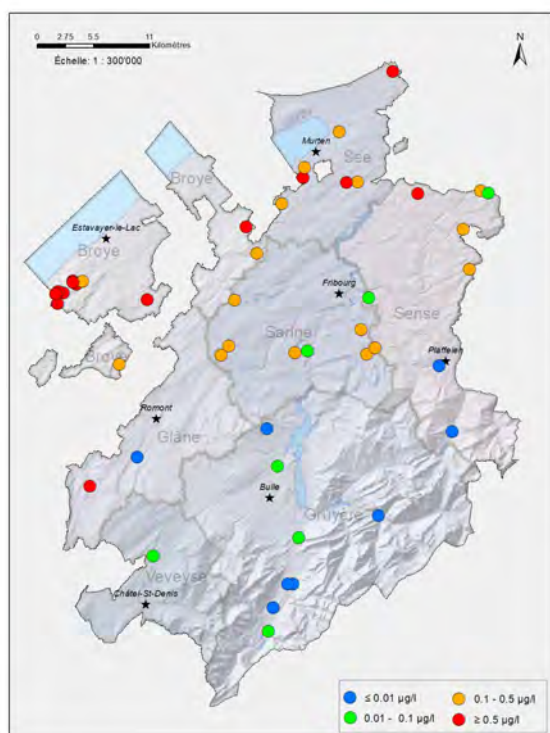 0 2.75 5.5 11
Kilomètres
Échelle: 1 : 300'000
N
Murten
See
Broye
Estavayer-le-Lac
Broye
Fribourg
Sarine
Sense
Plaffeien
Broye
Romont
Glâne
Bulle
Gruyère
Veveyse
Châtel-St-Denis
≤ 0.01 µg/l
0.1 - 0.5 µg/l
0.01 - 0.1 µg/l
≥ 0.5 µg/l